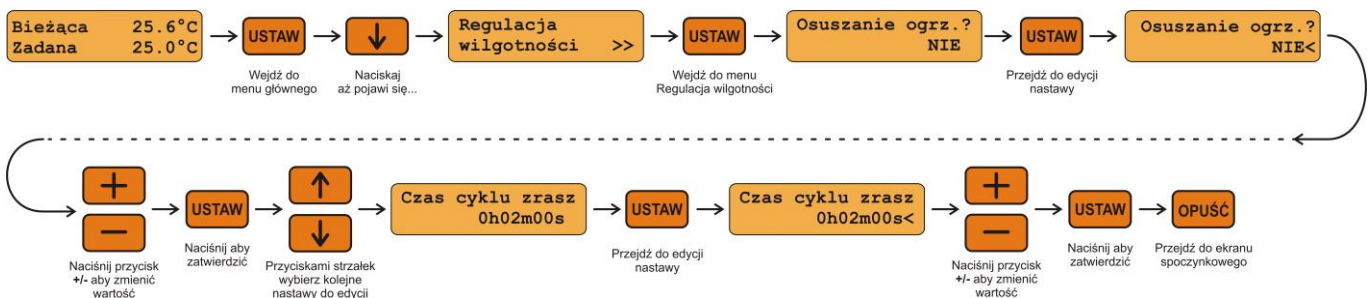 Bieżąca 25.6°C
Zadana 25.0°C
USTAW
Wejdź do
menu głównego
↓
Naciskaj
aż pojawi się...
Regulacja
wilgotności >>
USTAW
Wejdź do menu
Regulacja wilgotności
Osuszanie ogrz.?
NIE
USTAW
Przejdź do edycji
nastawy
Osuszanie ogrz.?
NIE<
+
−
Naciśnij przycisk
+/- aby zmienić
wartość
USTAW
Naciśnij aby
zatwierdzić
↑
↓
Przyciskami strzałek
wybierz kolejne
nastawy do edycji
Czas cyklu zrasz
0h02m00s
USTAW
Przejdź do edycji
nastawy
Czas cyklu zrasz
0h02m00s<
+
−
Naciśnij przycisk
+/- aby zmienić
wartość
USTAW
Naciśnij aby
zatwierdzić
OPUŚĆ
Przejdź do ekranu
spoczynkowego